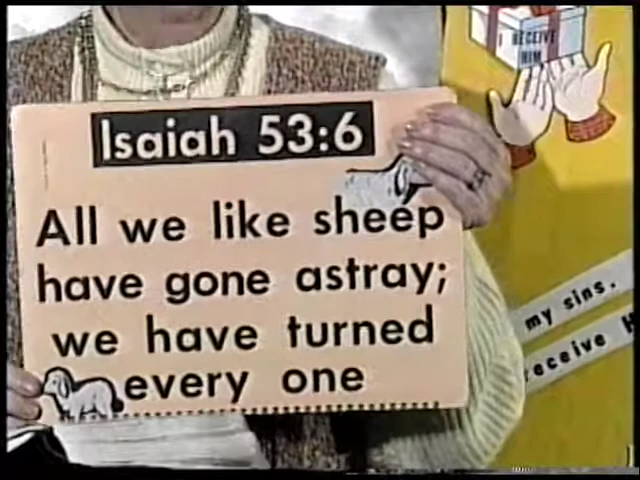 Isaiah 53:6
All we like sheep
have gone astray;
we have turned
every one
I RECEIVE
HIM
my sins.
receive